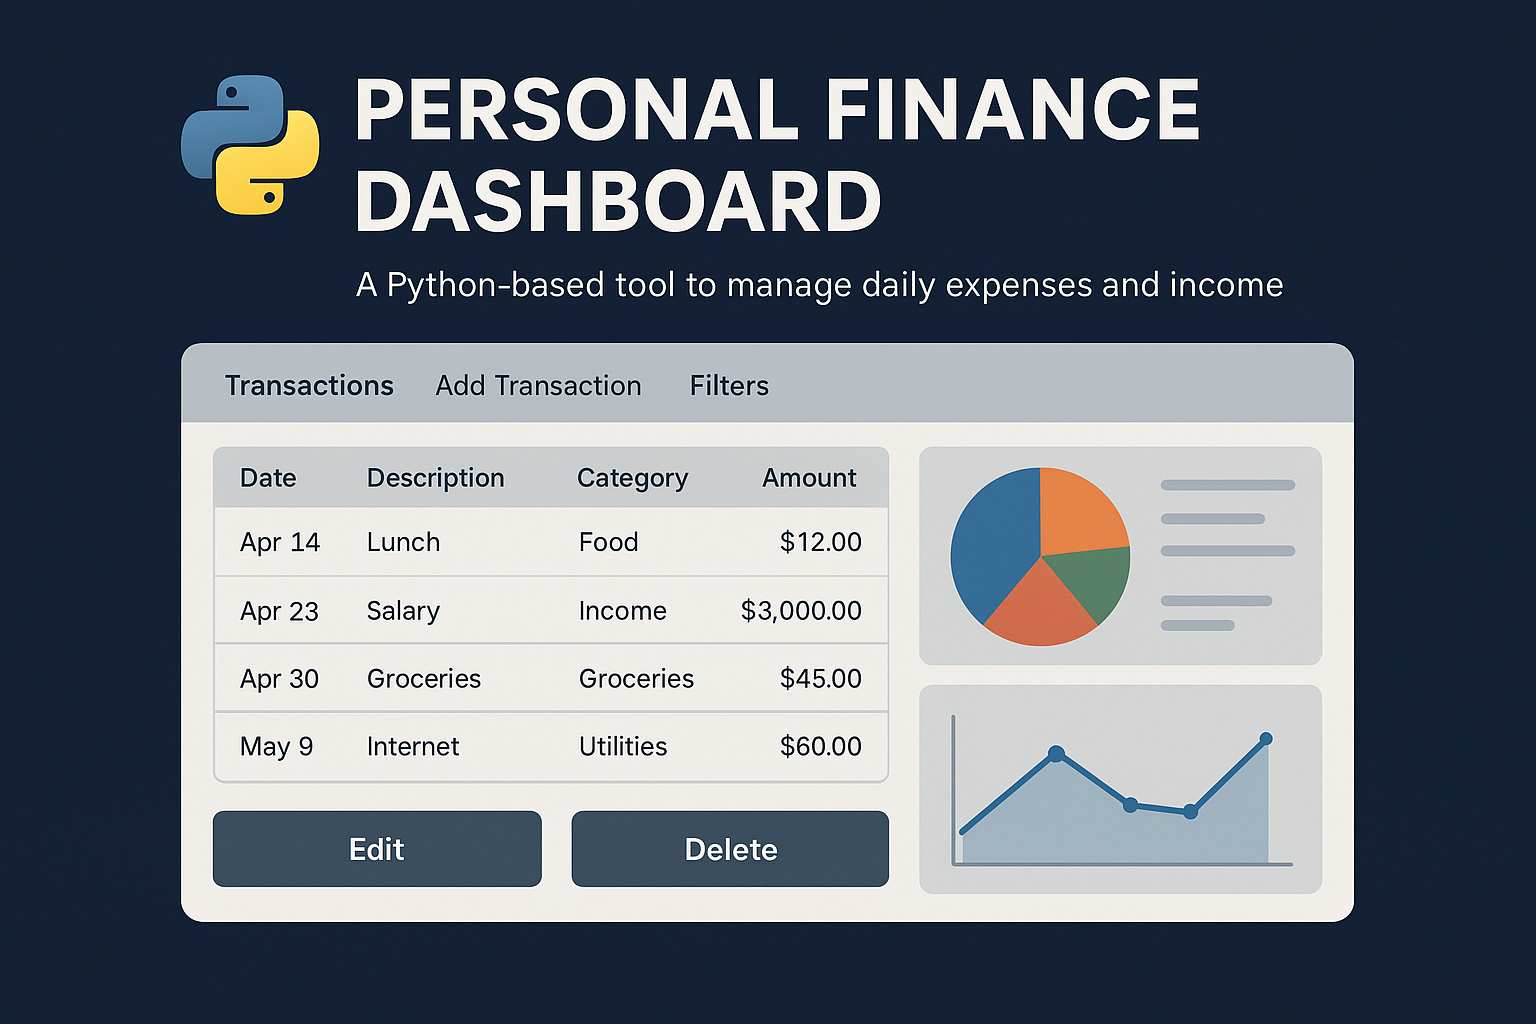 PERSONAL FINANCE
DASHBOARD
A Python-based tool to manage daily expenses and income
Transactions Add Transaction Filters
Date Description Category Amount
Apr 14 Lunch Food $12.00
Apr 23 Salary Income $3,000.00
Apr 30 Groceries Groceries $45.00
May 9 Internet Utilities $60.00
Edit Delete